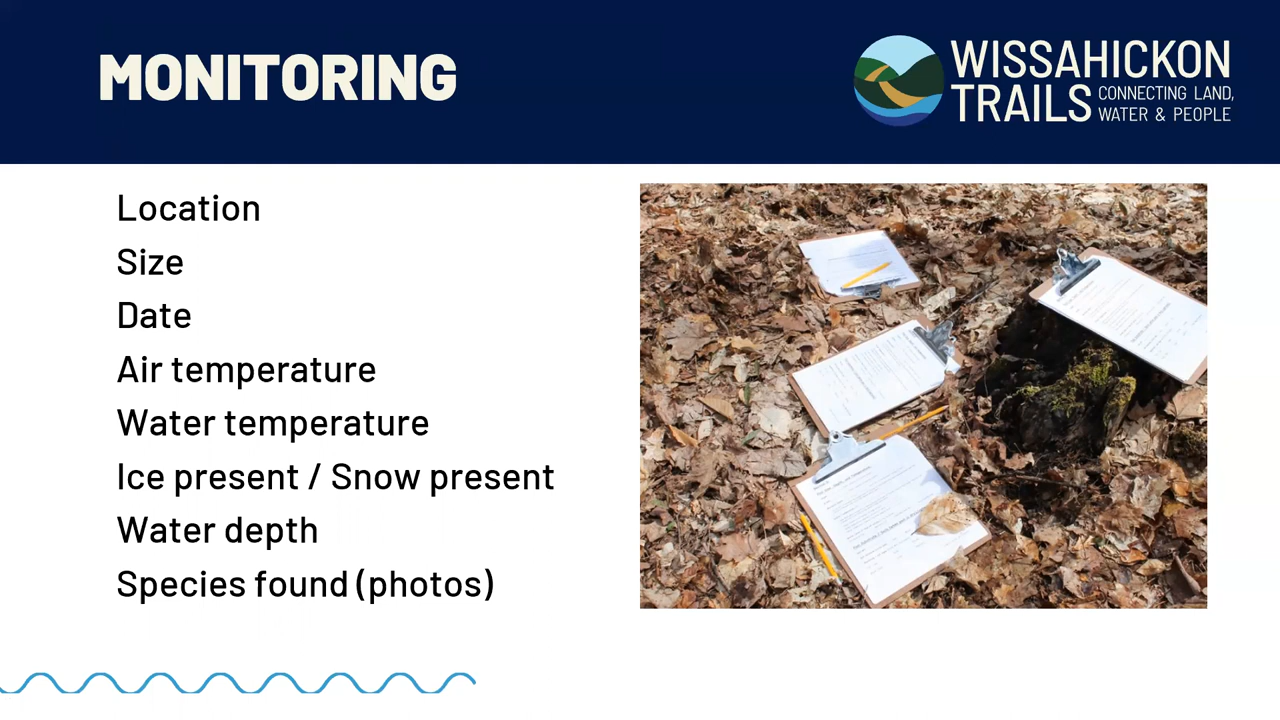 MONITORING
WISSAHICKON
TRAILS CONNECTING LAND,
WATER & PEOPLE
Location
Size
Date
Air temperature
Water temperature
Ice present / Snow present
Water depth
Species found (photos)